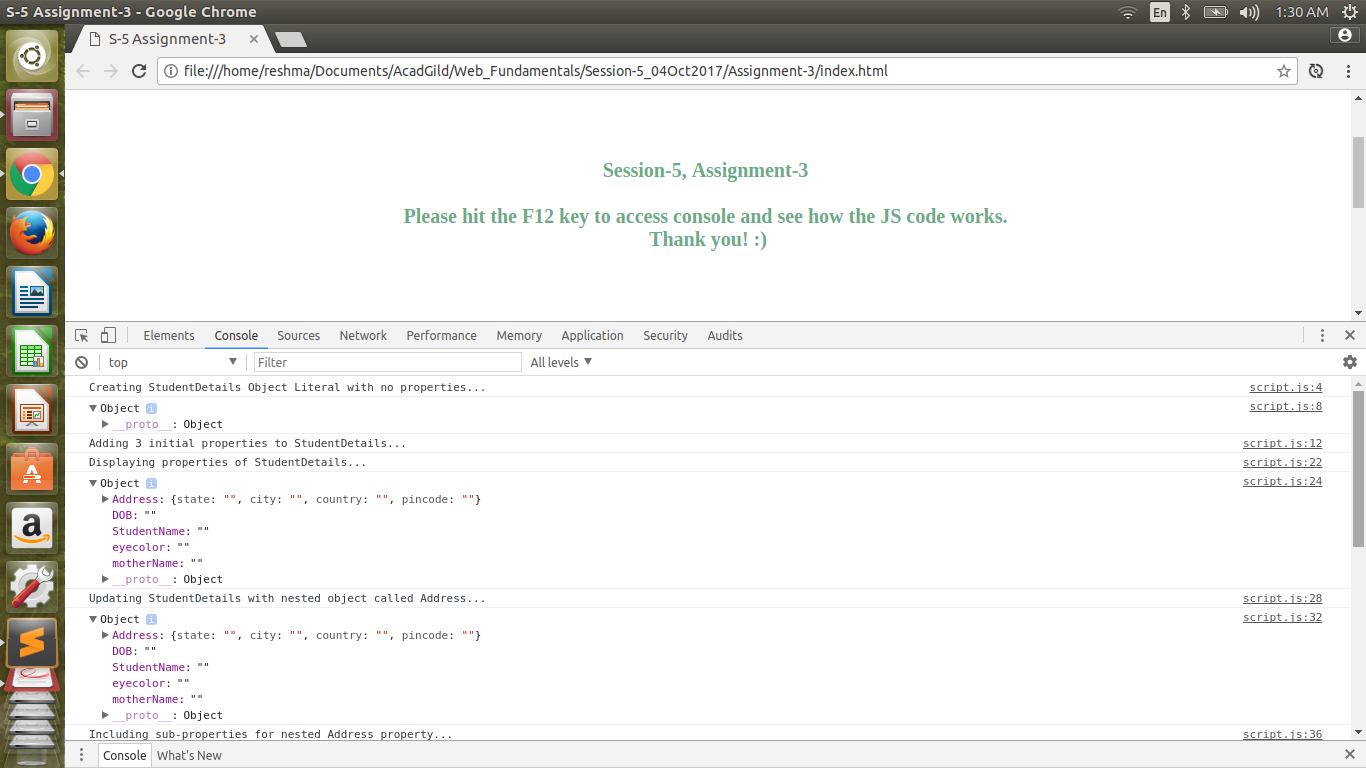 S-5 Assignment-3 - Google Chrome
En
1:30 AM
S-5 Assignment-3
file:///home/reshma/Documents/AcadGild/Web_Fundamentals/Session-5_04Oct2017/Assignment-3/index.html
Session-5, Assignment-3
Please hit the F12 key to access console and see how the JS code works.
Thank you! :)
Elements Console Sources Network Performance Memory Application Security Audits
top Filter All levels
Creating StudentDetails Object Literal with no properties... script.js:4
Object i script.js:8
__proto__: Object
Adding 3 initial properties to StudentDetails... script.js:12
Displaying properties of StudentDetails... script.js:22
Object i script.js:24
Address: {state: "", city: "", country: "", pincode: ""}
DOB: ""
StudentName: ""
eyecolor: ""
motherName: ""
__proto__: Object
Updating StudentDetails with nested object called Address... script.js:28
Object i script.js:32
Address: {state: "", city: "", country: "", pincode: ""}
DOB: ""
StudentName: ""
eyecolor: ""
motherName: ""
__proto__: Object
Including sub-properties for nested Address property... script.js:36
Console What's New